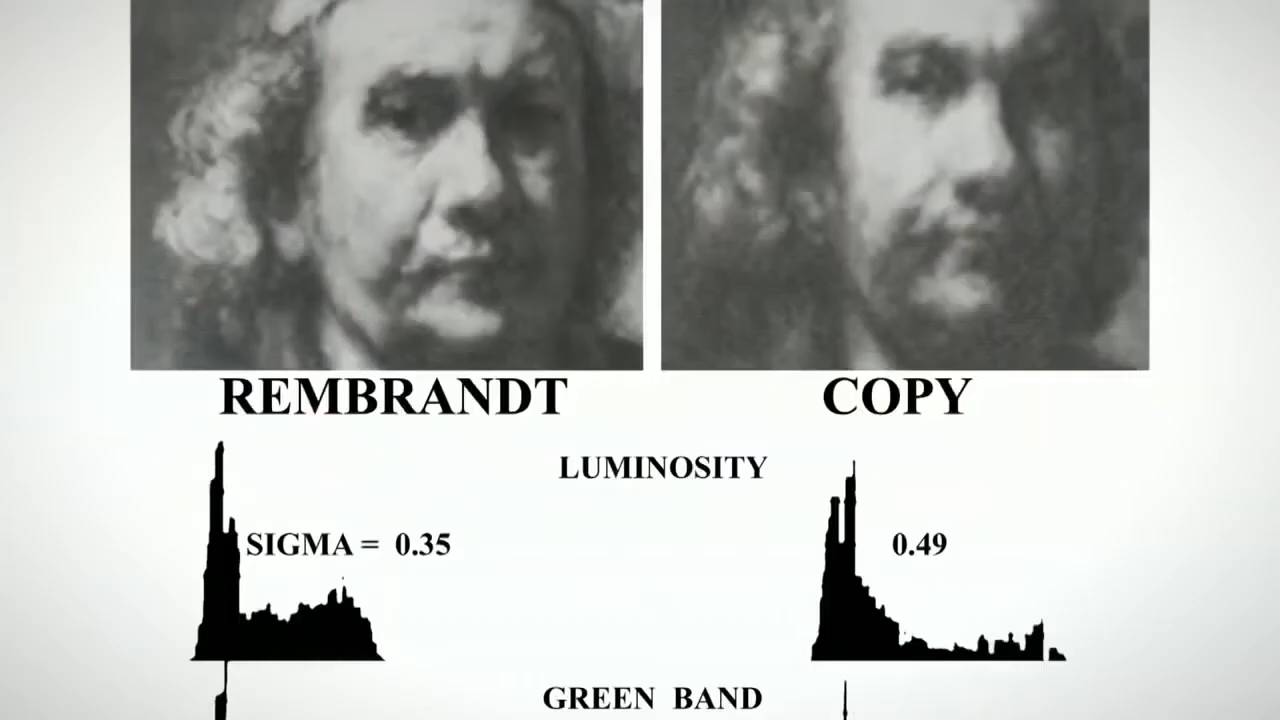 REMBRANDT COPY
LUMINOSITY
SIGMA = 0.35 0.49
GREEN BAND